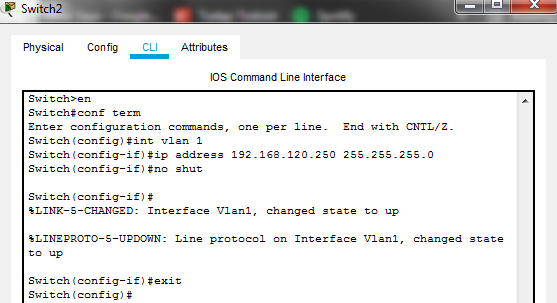 Switch2
Physical Config CLI Attributes
IOS Command Line Interface
Switch>en
Switch#conf term
Enter configuration commands, one per line.  End with CNTL/Z.
Switch(config)#int vlan 1
Switch(config-if)#ip address 192.168.120.250 255.255.255.0
Switch(config-if)#no shut
Switch(config-if)#
%LINK-5-CHANGED: Interface Vlan1, changed state to up
%LINEPROTO-5-UPDOWN: Line protocol on Interface Vlan1, changed state
to up
Switch(config-if)#exit
Switch(config)#